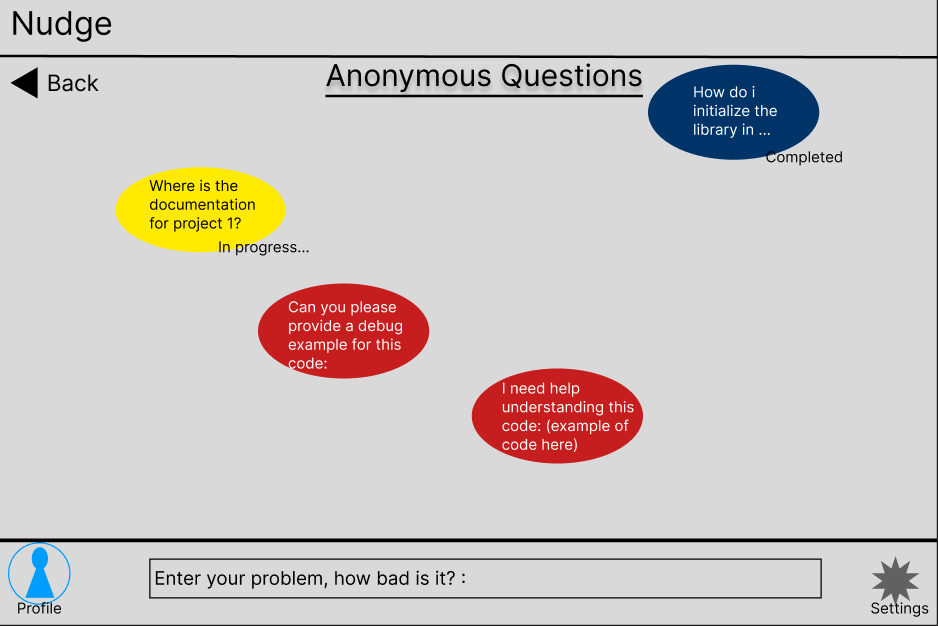 Nudge
Back
Anonymous Questions
How do i
initialize the
library in ...
Completed
Where is the
documentation
for project 1?
In progress...
Can you please
provide a debug
example for this
code:
I need help
understanding this
code: (example of
code here)
Enter your problem, how bad is it? :
Profile
Settings